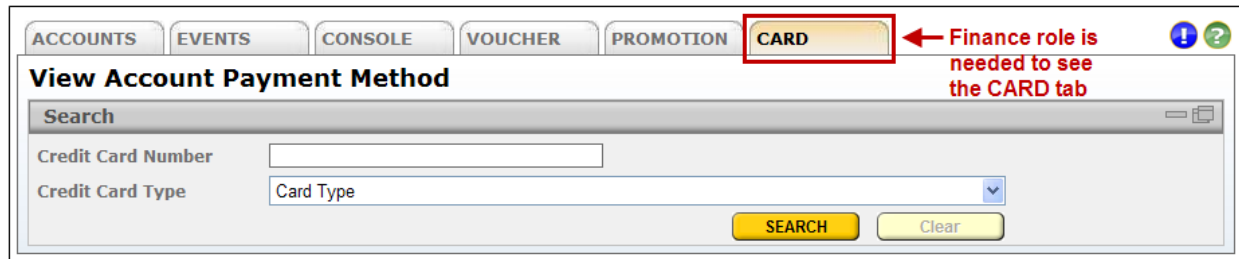 ACCOUNTS EVENTS CONSOLE VOUCHER PROMOTION CARD
Finance role is
needed to see
the CARD tab
View Account Payment Method
Search
Credit Card Number
Credit Card Type Card Type
SEARCH Clear